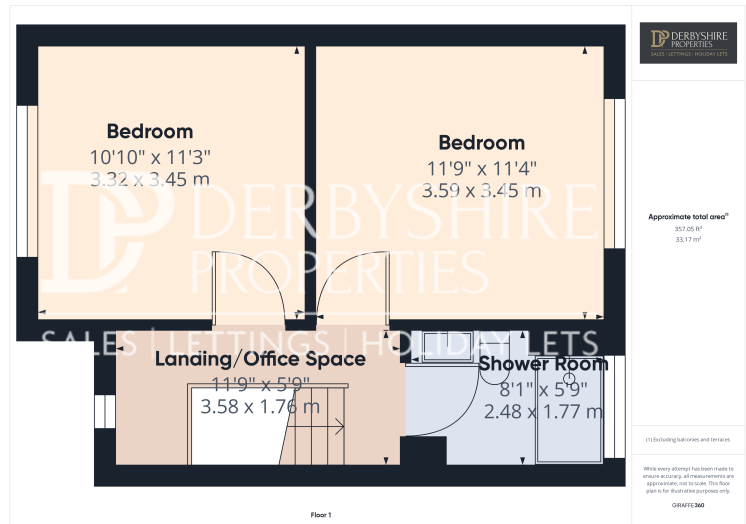 DERBYSHIRE
PROPERTIES
SALES | LETTINGS | HOLIDAY LETS
Bedroom
10'10" x 11'3"
3.32 x 3.45 m
Bedroom
11'9" x 11'4"
3.59 x 3.45 m
DERBYSHIRE
PROPERTIES
SALES | LETTINGS | HOLIDAY LETS
Landing/Office Space
11'9" x 5'9"
3.58 x 1.76 m
Shower Room
8'1" x 5'9"
2.48 x 1.77 m
Floor 1
Approximate total area⁽¹⁾
357.05 ft²
33.17 m²
(1) Excluding balconies and terraces
While every attempt has been made to
ensure accuracy, all measurements are
approximate, not to scale. This floor
plan is for illustrative purposes only.
GIRAFFE360